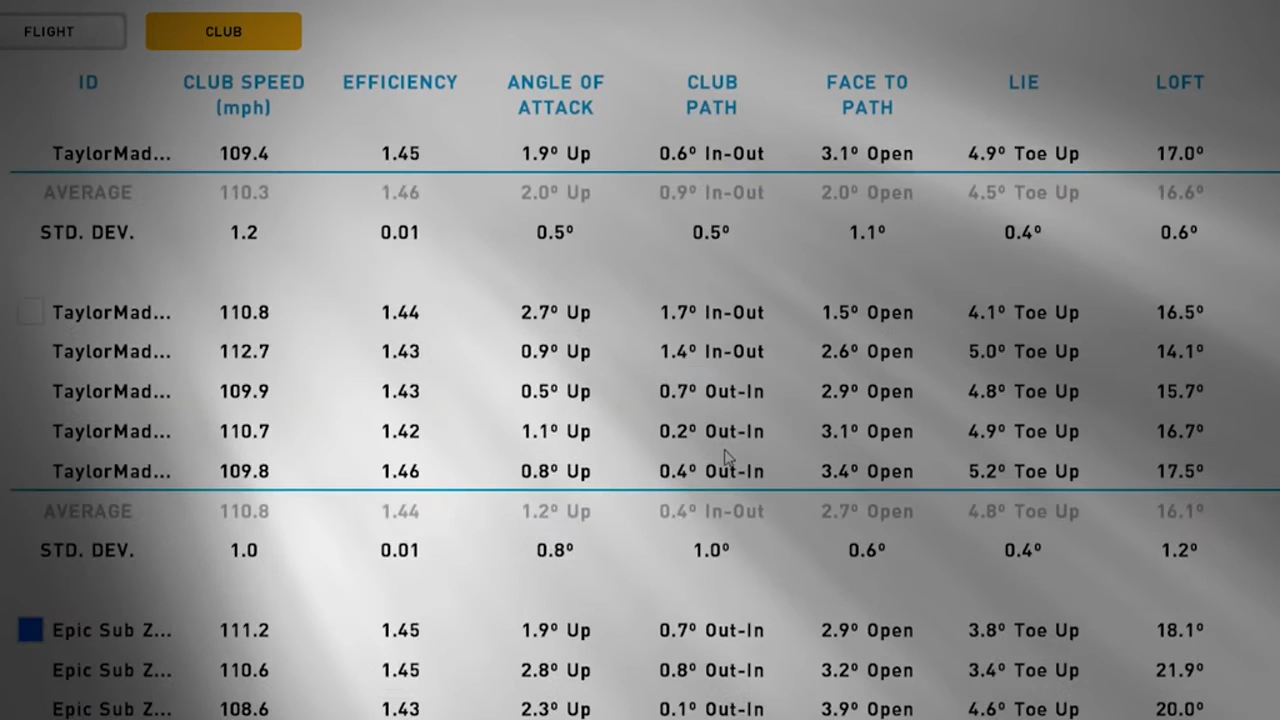 FLIGHT CLUB
ID CLUB SPEED EFFICIENCY ANGLE OF CLUB FACE TO LIE LOFT
(mph) ATTACK PATH PATH
TaylorMad... 109.4 1.45 1.9º Up 0.6º In-Out 3.1º Open 4.9º Toe Up 17.0º
AVERAGE 110.3 1.46 2.0º Up 0.9º In-Out 2.0º Open 4.5º Toe Up 16.6º
STD. DEV. 1.2 0.01 0.5º 0.5º 1.1º 0.4º 0.6º
TaylorMad... 110.8 1.44 2.7º Up 1.7º In-Out 1.5º Open 4.1º Toe Up 16.5º
TaylorMad... 112.7 1.43 0.9º Up 1.4º In-Out 2.6º Open 5.0º Toe Up 14.1º
TaylorMad... 109.9 1.43 0.5º Up 0.7º Out-In 2.9º Open 4.8º Toe Up 15.7º
TaylorMad... 110.7 1.42 1.1º Up 0.2º Out-In 3.1º Open 4.9º Toe Up 16.7º
TaylorMad... 109.8 1.46 0.8º Up 0.4º Out-In 3.4º Open 5.2º Toe Up 17.5º
AVERAGE 110.8 1.44 1.2º Up 0.4º In-Out 2.7º Open 4.8º Toe Up 16.1º
STD. DEV. 1.0 0.01 0.8º 1.0º 0.6º 0.4º 1.2º
Epic Sub Z... 111.2 1.45 1.9º Up 0.7º Out-In 2.9º Open 3.8º Toe Up 18.1º
Epic Sub Z... 110.6 1.45 2.8º Up 0.8º Out-In 3.2º Open 3.4º Toe Up 21.9º
Epic Sub Z... 108.6 1.43 2.3º Up 0.1º Out-In 3.9º Open 4.6º Toe Up 20.0º